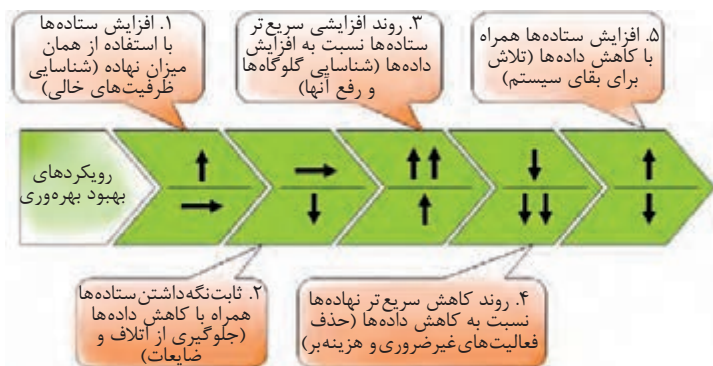 رویکردهای
بهبود بهره‌وری
۱. افزایش ستاده‌ها
با استفاده از همان
میزان نهاده (شناسایی
ظرفیت‌های خالی)
۲. ثابت‌نگه‌داشتن ستاده‌ها
همراه با کاهش داده‌ها
(جلوگیری از اتلاف و
ضایعات)
۳. روند افزایشی سریع‌تر
ستاده‌ها نسبت به افزایش
داده‌ها (شناسایی گلوگاه‌ها
و رفع آنها)
۴. روند کاهش سریع‌تر نهاده‌ها
نسبت به کاهش داده‌ها (حذف
فعالیت‌های غیرضروری و هزینه‌بر)
۵. افزایش ستاده‌ها همراه
با کاهش داده‌ها (تلاش
برای بقای سیستم)